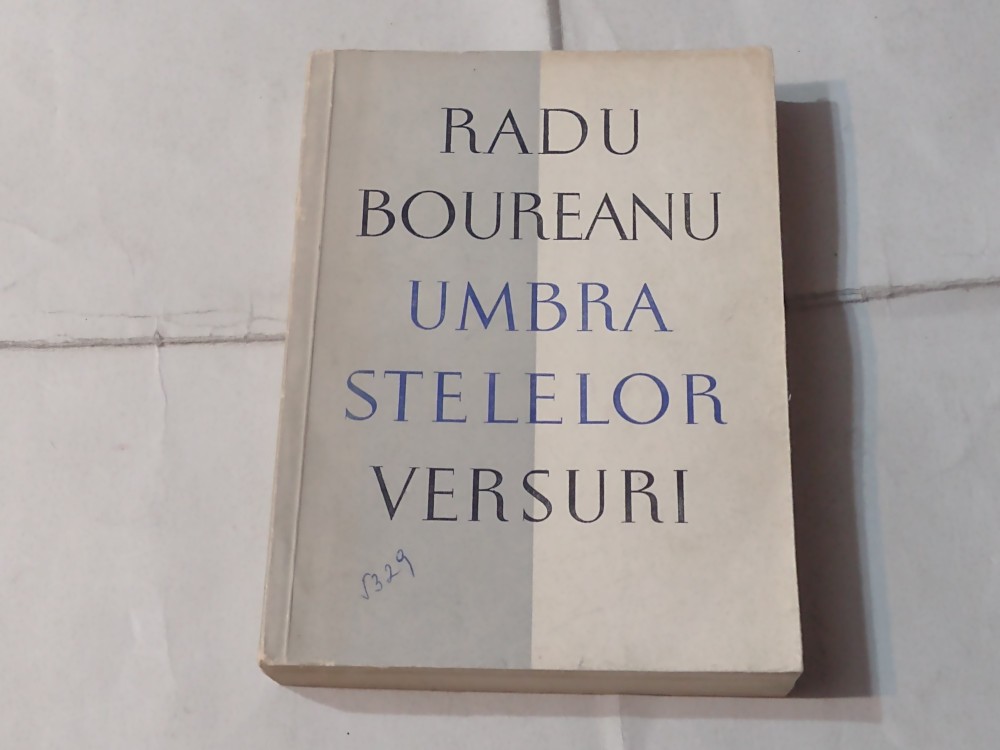 RADU
BOUREANU
UMBRA
STELELOR
VERSURI
5329